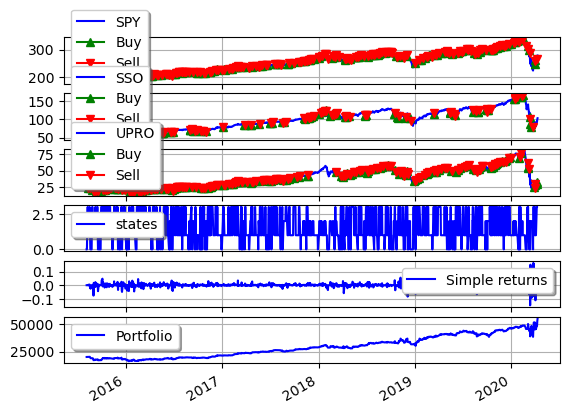 SPY
Buy
Sell
300
200
SSO
Buy
Sell
150
100
50
UPRO
Buy
Sell
75
50
25
states
2.5
0.0
Simple returns
0.1
0.0
−0.1
Portfolio
50000
25000
2016
2017
2018
2019
2020